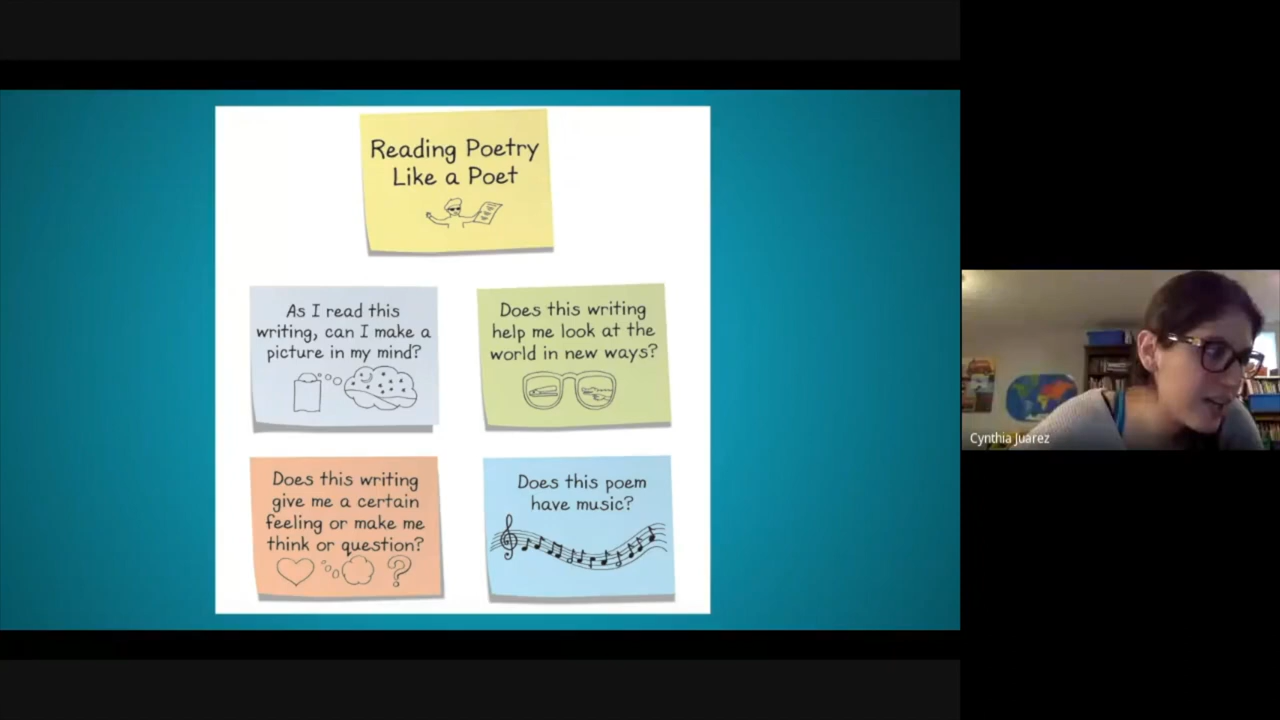 Reading Poetry
Like a Poet
As I read this
writing, can I make a
picture in my mind?
Does this writing
help me look at the
world in new ways?
Does this writing
give me a certain
feeling or make me
think or question?
?
Does this poem
have music?
Cynthia Juarez